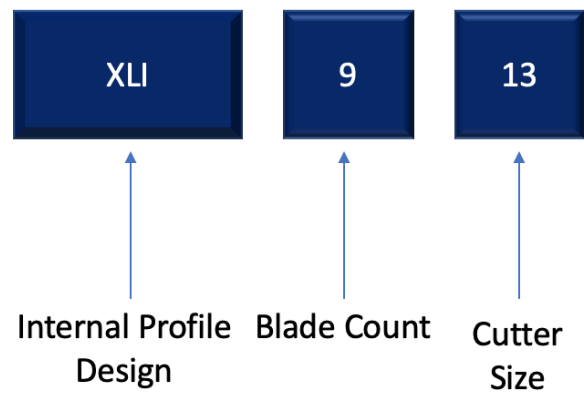 XLI 9 13
Internal Profile Design
Blade Count
Cutter Size